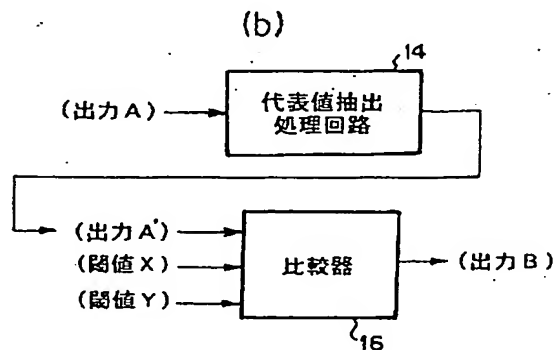 (b)
14
(出力A)
代表値抽出
処理回路
(出力A')
(閾値X)
(閾値Y)
比較器
(出力B)
16